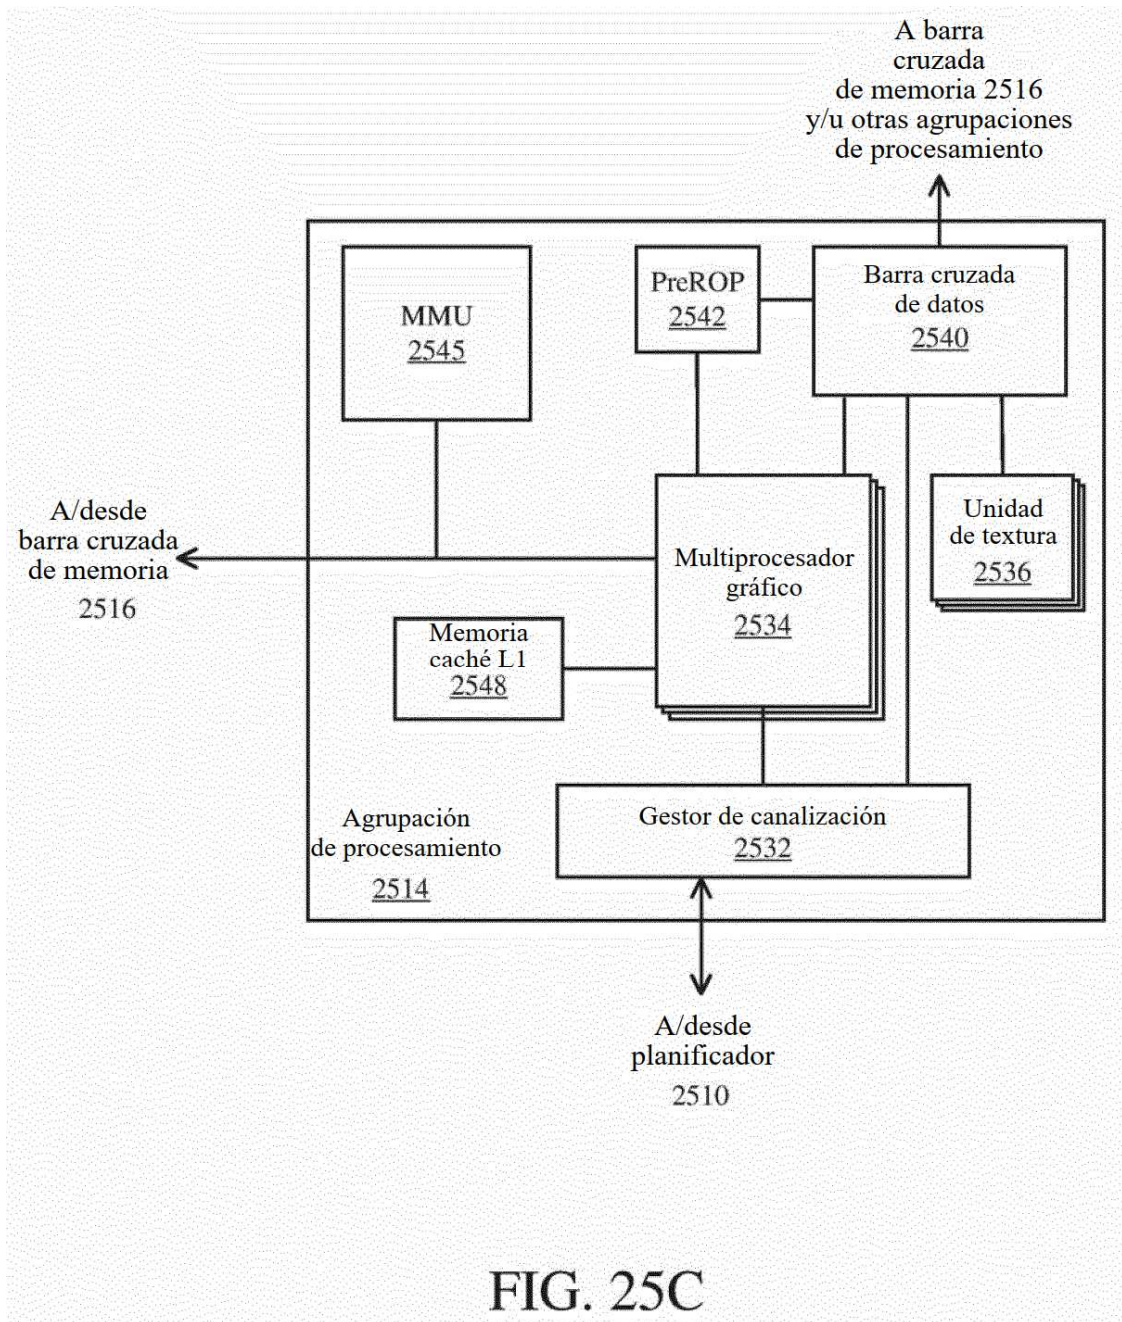 A barra
cruzada
de memoria 2516
y/u otras agrupaciones
de procesamiento
MMU
2545
PreROP
2542
Barra cruzada
de datos
2540
A/desde
barra cruzada
de memoria
2516
Multiprocesador
gráfico
2534
Unidad
de textura
2536
Memoria
caché L1
2548
Agrupación
de procesamiento
2514
Gestor de canalización
2532
A/desde
planificador
2510
FIG. 25C